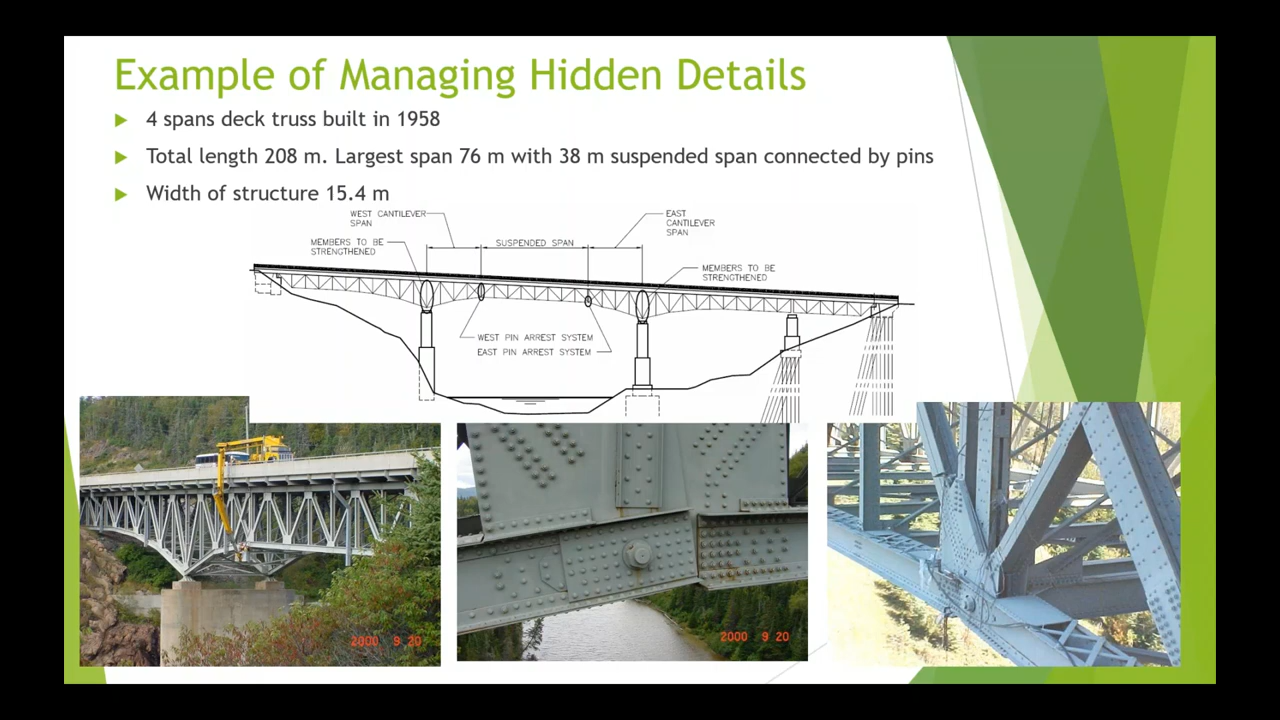 Example of Managing Hidden Details
4 spans deck truss built in 1958
Total length 208 m. Largest span 76 m with 38 m suspended span connected by pins
Width of structure 15.4 m
WEST CANTILEVER
SPAN
EAST
CANTILEVER
SPAN
MEMBERS TO BE
STRENGTHENED
SUSPENDED SPAN
MEMBERS TO BE
STRENGTHENED
WEST PIN ARREST SYSTEM
EAST PIN ARREST SYSTEM
2000 9 20
2000 9 20